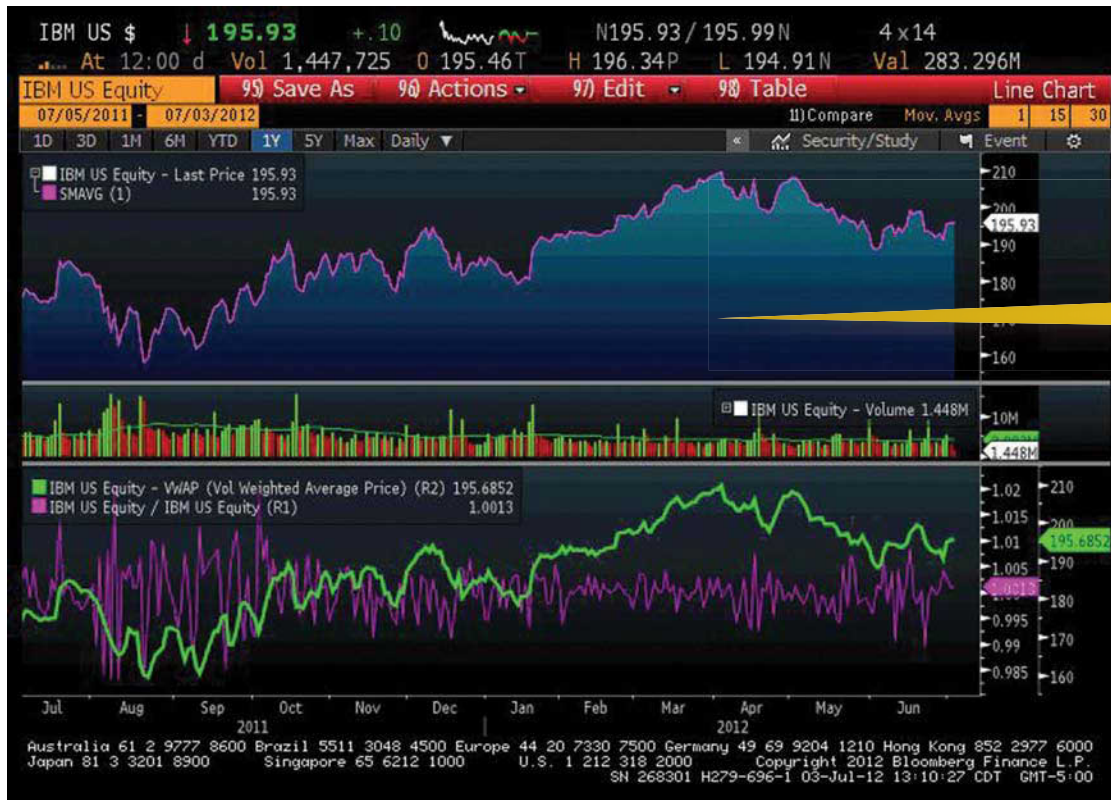 IBM US $ ↓ 195.93 +.10 N195.93 / 195.99N 4 x14
At 12:00 d Vol 1,447,725 O 195.46T H 196.34P L 194.91N Val 283.296M
IBM US Equity 95) Save As 96) Actions 97) Edit 98) Table Line Chart
07/05/2011 - 07/03/2012 11)Compare Mov. Avgs 1 15 30
1D 3D 1M 6M YTD 1Y 5Y Max Daily ▼ « Security/Study Event
IBM US Equity - Last Price 195.93
SMAVG (1) 195.93
210
200
195.93
190
180
170
160
IBM US Equity - Volume 1.448M
10M
1.448M
IBM US Equity - VWAP (Vol Weighted Average Price) (R2) 195.6852
IBM US Equity / IBM US Equity (R1) 1.0013
1.02 210
1.015
200
1.01 195.6852
1.005 190
1.0013
180
0.995
0.99 170
0.985 160
Jul Aug Sep Oct Nov Dec Jan Feb Mar Apr May Jun
2011 2012
Australia 61 2 9777 8600 Brazil 5511 3048 4500 Europe 44 20 7330 7500 Germany 49 69 9204 1210 Hong Kong 852 2977 6000
Japan 81 3 3201 8900 Singapore 65 6212 1000 U.S. 1 212 318 2000 Copyright 2012 Bloomberg Finance L.P.
SN 268301 H279-696-1 03-Jul-12 13:10:27 CDT GMT-5:00